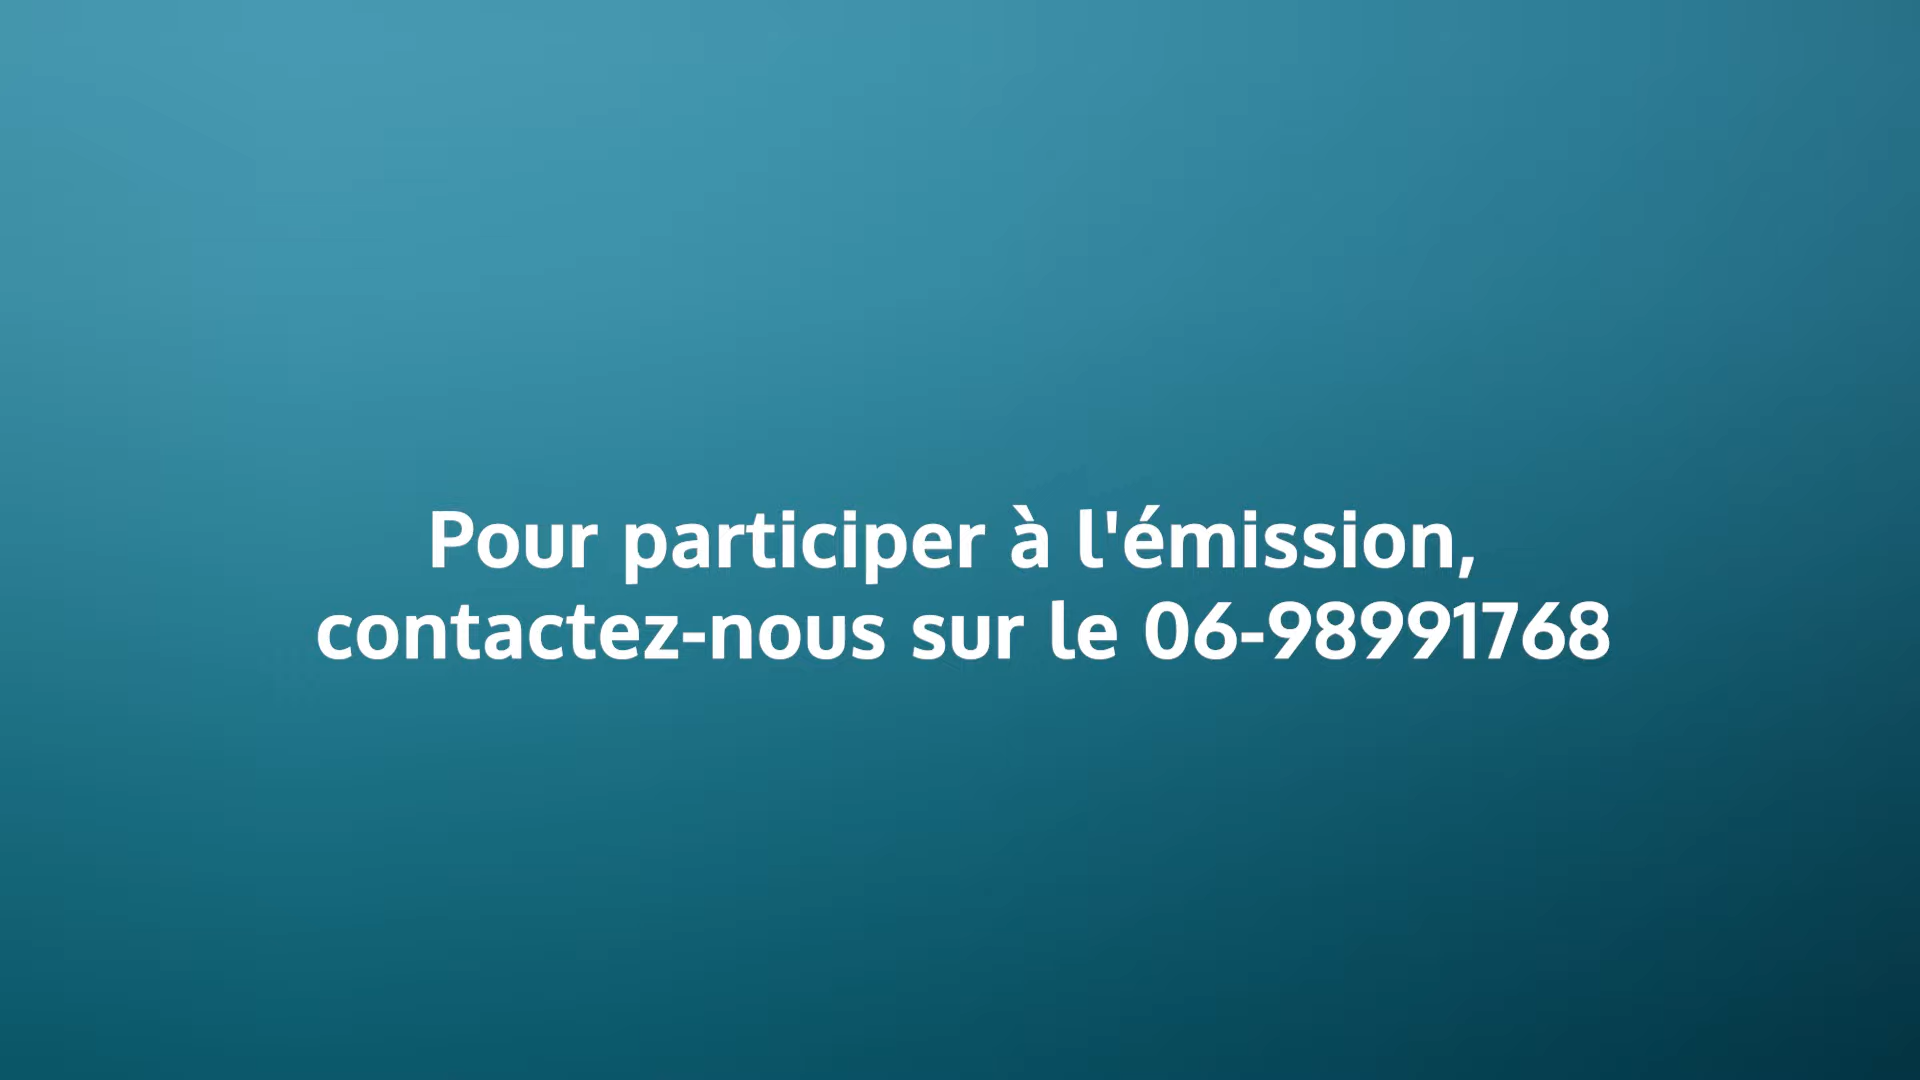 Pour participer à l'émission,
contactez-nous sur le 06-98991768